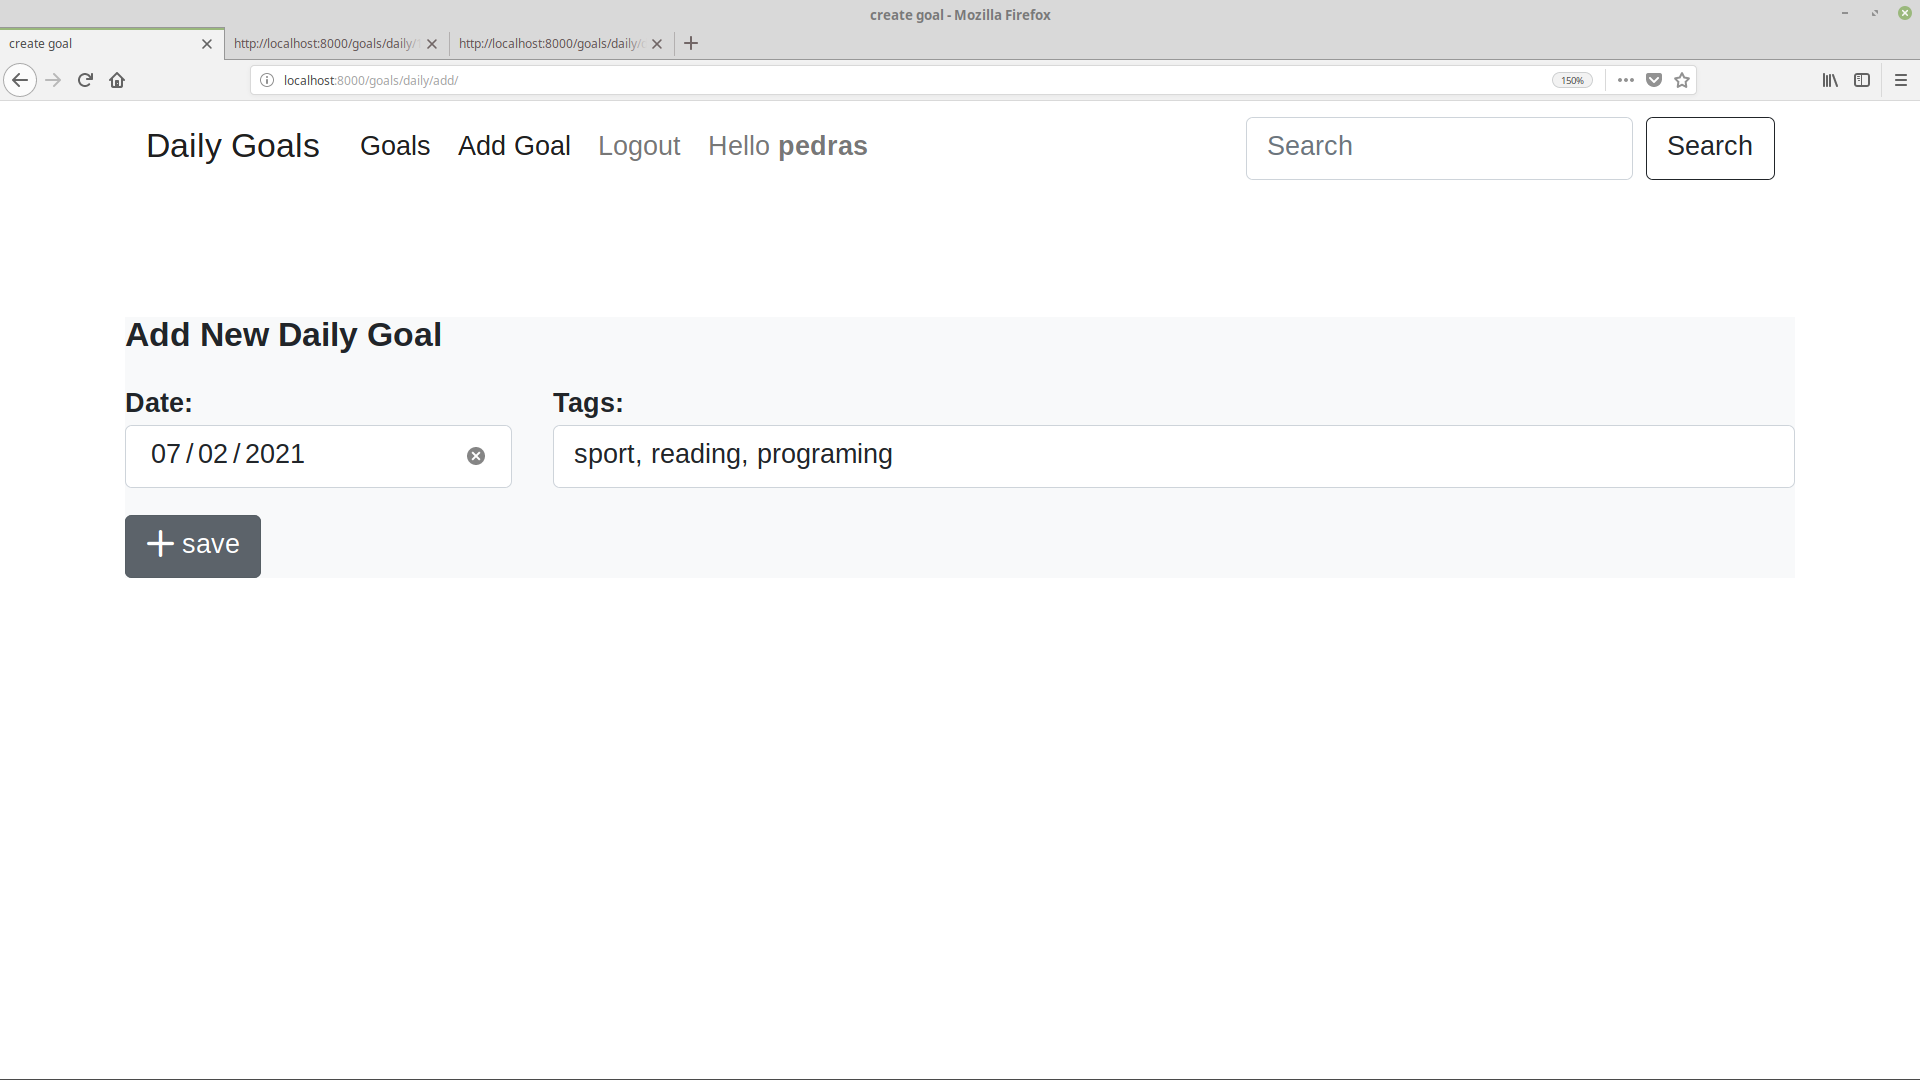 create goal - Mozilla Firefox
create goal
http://localhost:8000/goals/daily/
http://localhost:8000/goals/daily/
localhost:8000/goals/daily/add/
150%
Daily Goals Goals Add Goal Logout Hello pedras Search Search
Add New Daily Goal
Date: Tags:
07/02/2021 sport, reading, programing
save